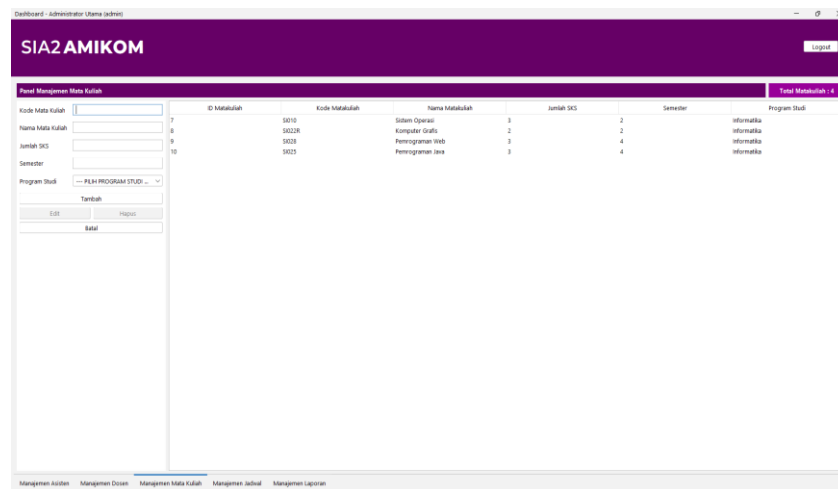 Dashboard - Administrator Utama (admin)
SIA2 AMIKOM
Logout
Panel Manajemen Mata Kuliah
Total Matakuliah : 4
Kode Mata Kuliah
Nama Mata Kuliah
Jumlah SKS
Semester
Program Studi
--- PILIH PROGRAM STUDI ...
Tambah
Edit Hapus
Batal
ID Matakuliah Kode Matakuliah Nama Matakuliah Jumlah SKS Semester Program Studi
7 SI010 Sistem Operasi 3 2 Informatika
8 SI022R Komputer Grafis 2 2 Informatika
9 SI028 Pemrograman Web 3 4 Informatika
10 SI023 Pemrograman Java 3 4 Informatika
Manajemen Asisten Manajemen Dosen Manajemen Mata Kuliah Manajemen Jadwal Manajemen Laporan